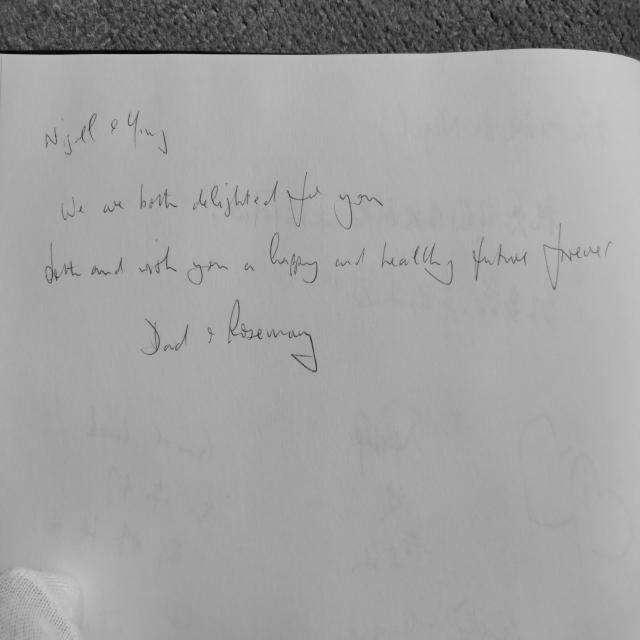 Nigel & Ying
We are both delighted for you
both and wish you a happy and healthy future forever
Dad & Rosemary